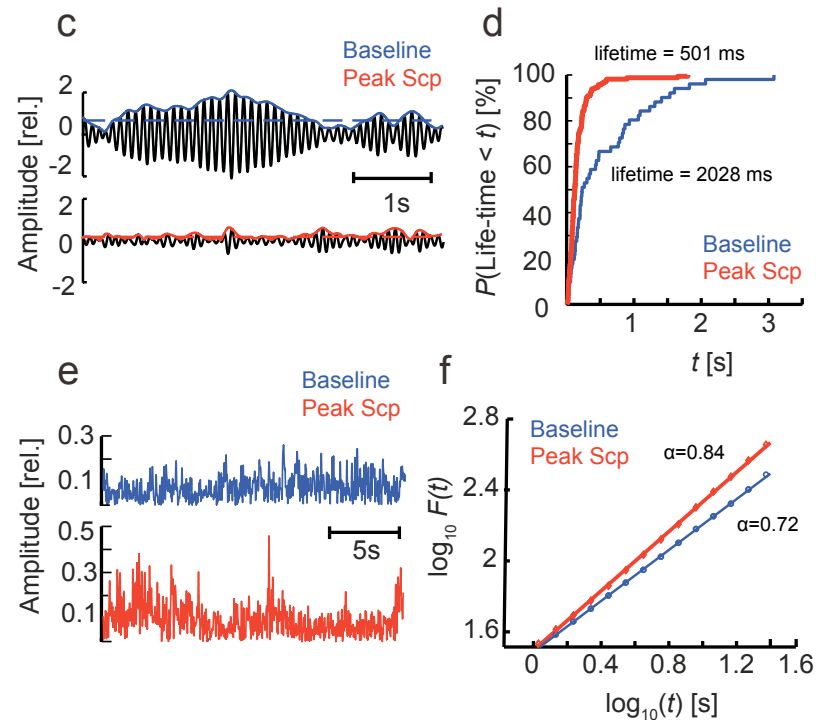 c
Baseline
Peak Scp
Amplitude [rel.]
2
0
-2
1s
2
0
-2
d
lifetime = 501 ms
P(Life-time < t) [%]
100
80
60
40
20
0
lifetime = 2028 ms
Baseline
Peak Scp
1
2
3
t [s]
e
Baseline
Peak Scp
Amplitude [rel.]
0.3
0.1
5s
0.5
0.3
0.1
f
Baseline
Peak Scp
α=0.84
α=0.72
log10 F(t)
2.8
2.4
2
1.6
0
0.4
0.8
1.2
1.6
log10(t) [s]